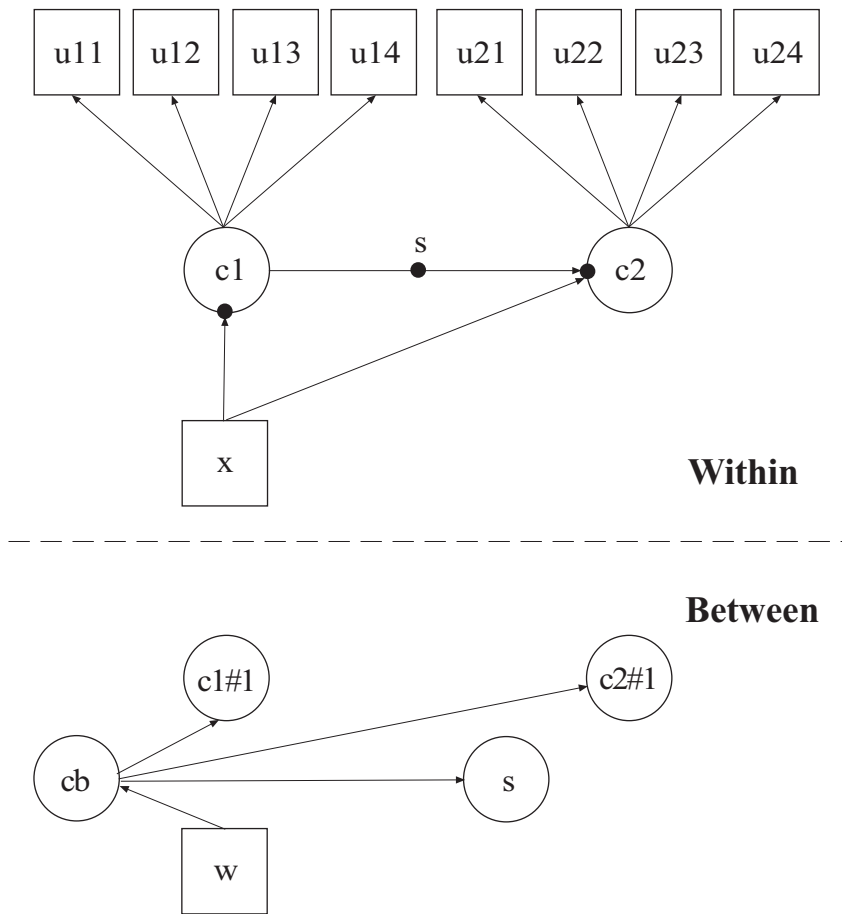 u11 u12 u13 u14 u21 u22 u23 u24
s
c1 c2
x
Within
Between
c1#1 c2#1
cb s
w